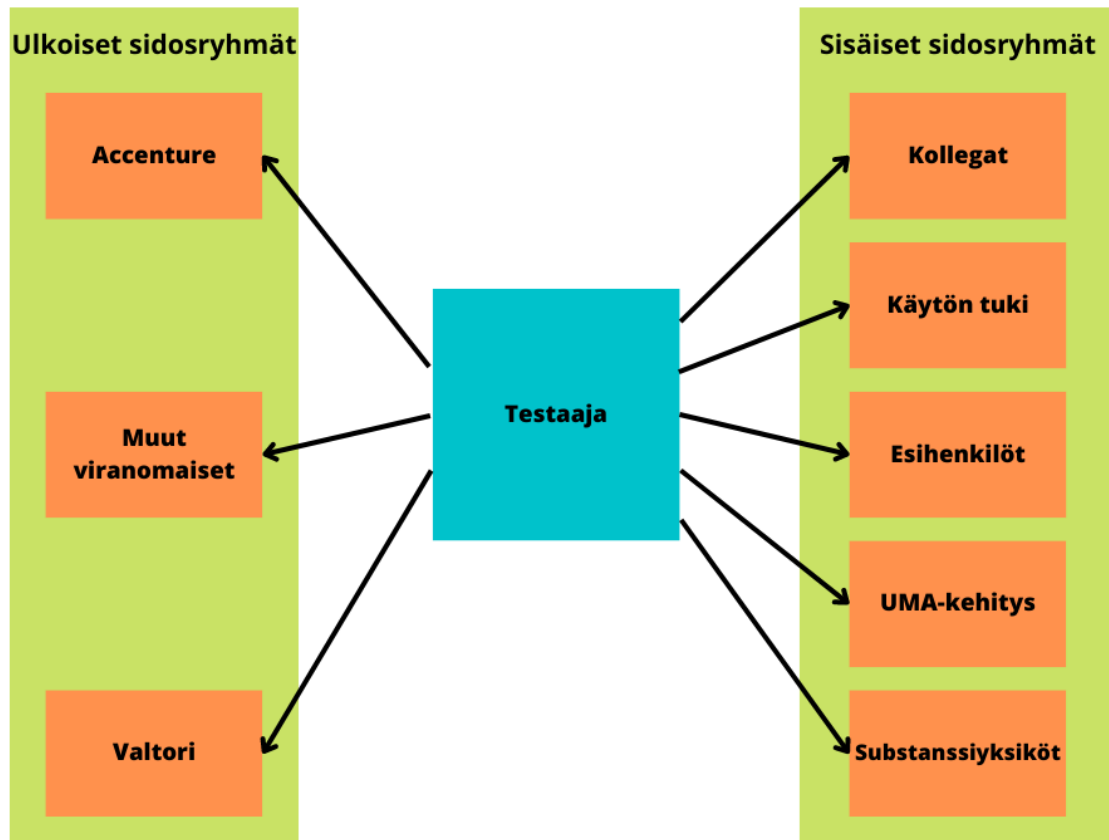 Ulkoiset sidosryhmät
Accenture
Muut
viranomaiset
Valtori
Testaaja
Sisäiset sidosryhmät
Kollegat
Käytön tuki
Esihenkilöt
UMA-kehitys
Substanssiyksiköt